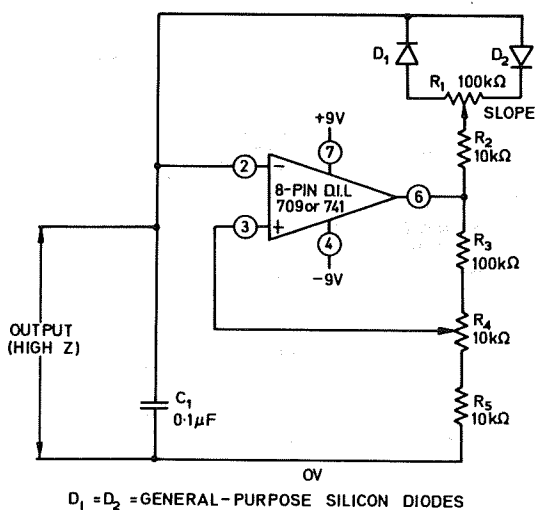 D1
D2
R1 100kΩ
SLOPE
+9V
7
R2
10kΩ
2
-
8-PIN D.I.L
709 or 741
6
3
+
4
-9V
R3
100kΩ
OUTPUT
(HIGH Z)
R4
10kΩ
C1
0·1µF
R5
10kΩ
0V
D1 = D2 = GENERAL-PURPOSE SILICON DIODES